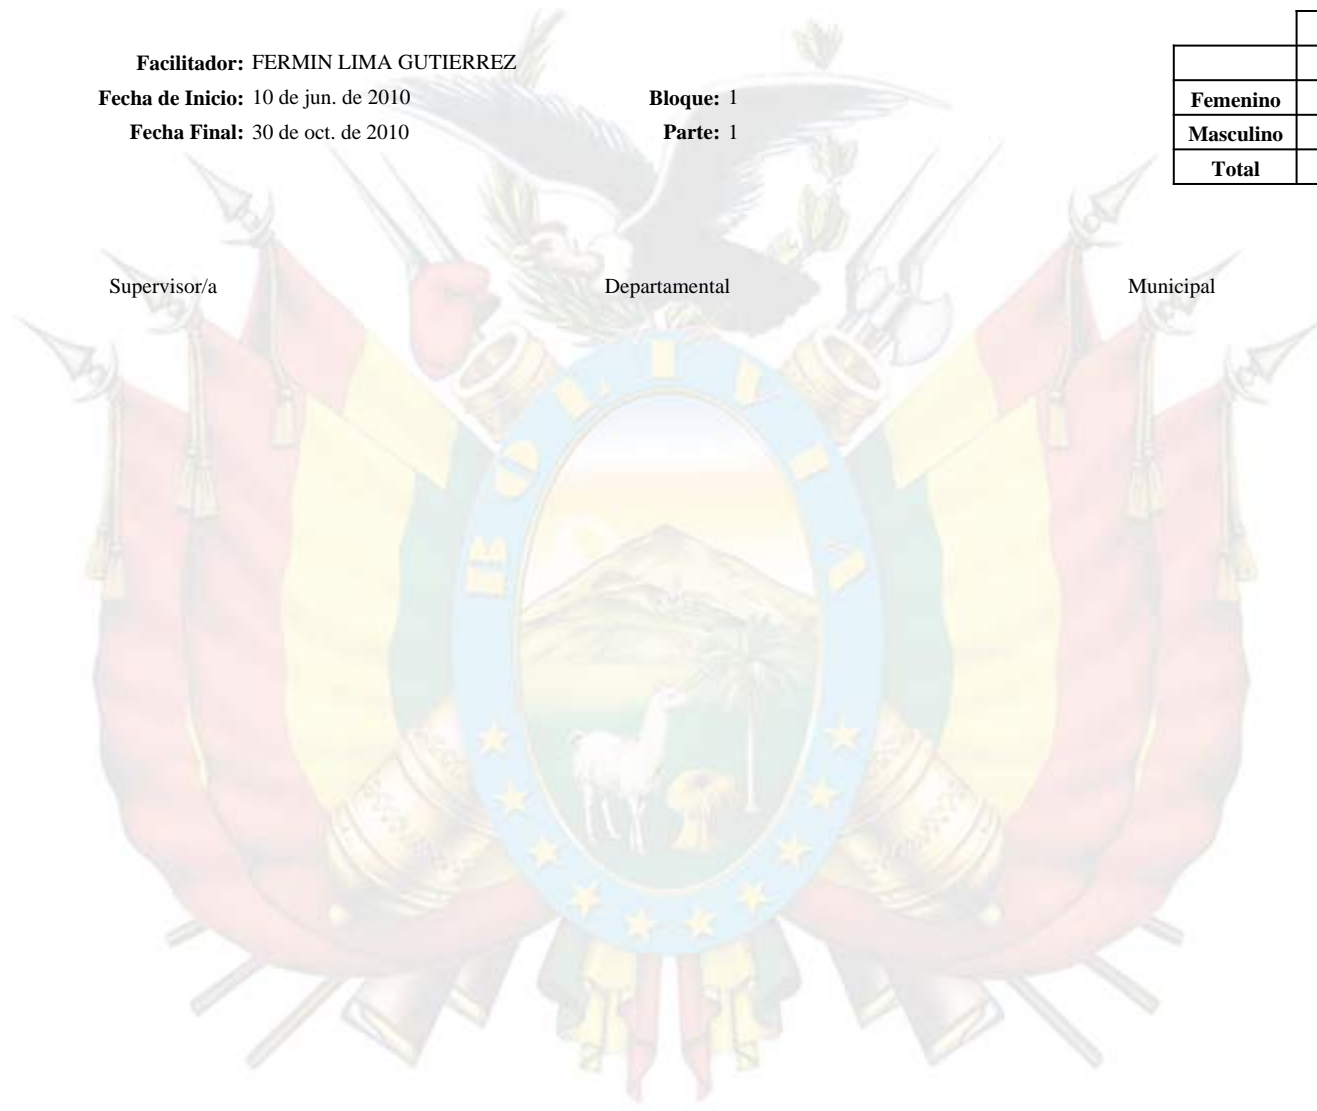 Facilitador: FERMIN LIMA GUTIERREZ
Fecha de Inicio: 10 de jun. de 2010 Bloque: 1
Femenino
Fecha Final: 30 de oct. de 2010 Parte: 1
Masculino
Total
Supervisor/a Departamental Municipal
BOLIVIA